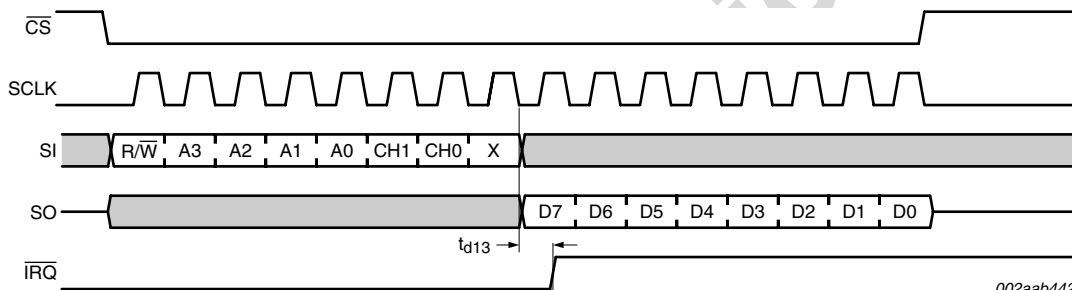 CS
SCLK
SI R/W A3 A2 A1 A0 CH1 CH0 X
SO D7 D6 D5 D4 D3 D2 D1 D0
td13
IRQ
002aab442